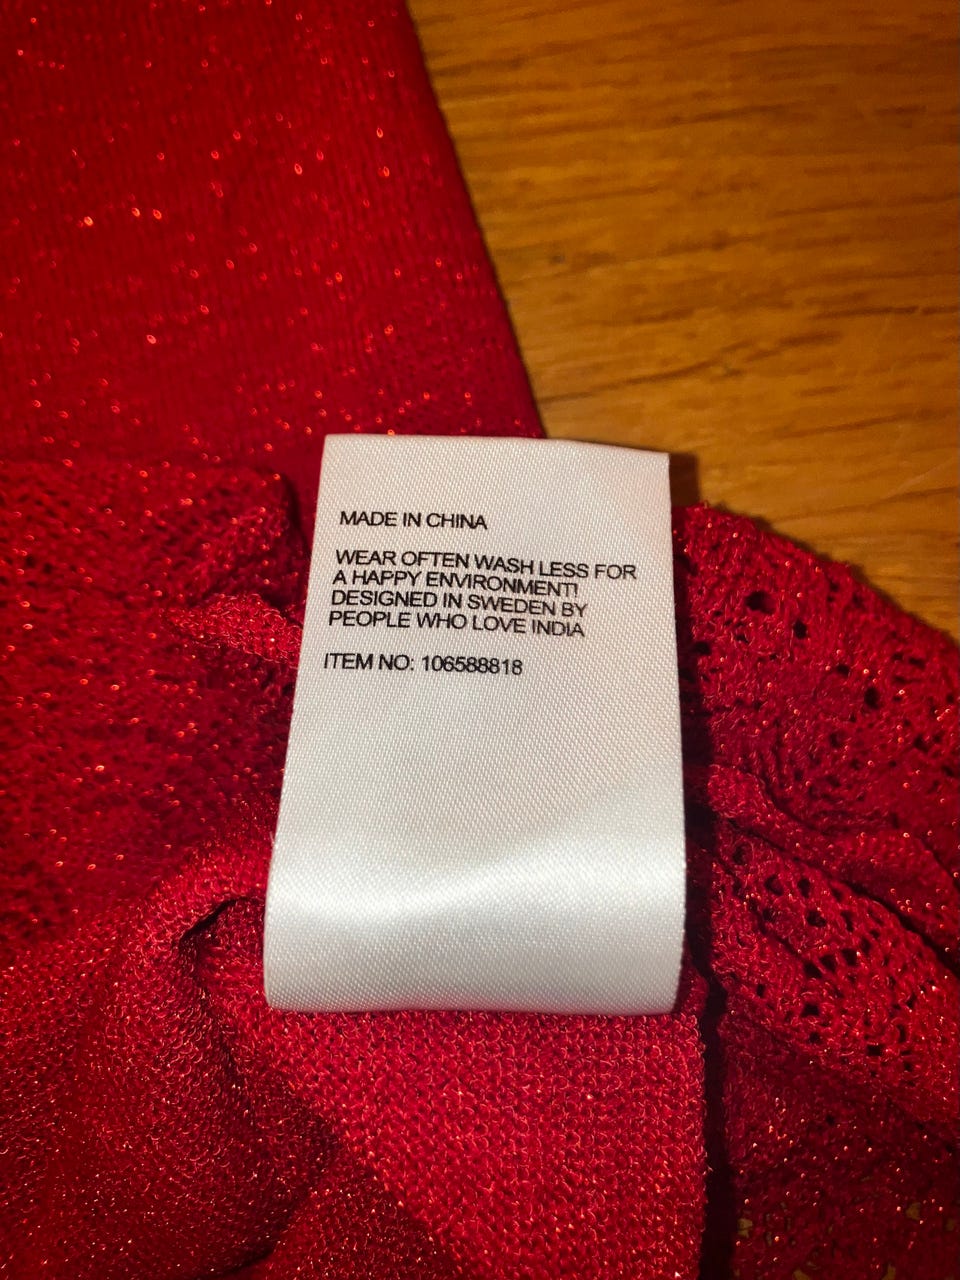 MADE IN CHINA
WEAR OFTEN WASH LESS FOR
A HAPPY ENVIRONMENT!
DESIGNED IN SWEDEN BY
PEOPLE WHO LOVE INDIA
ITEM NO: 106588818